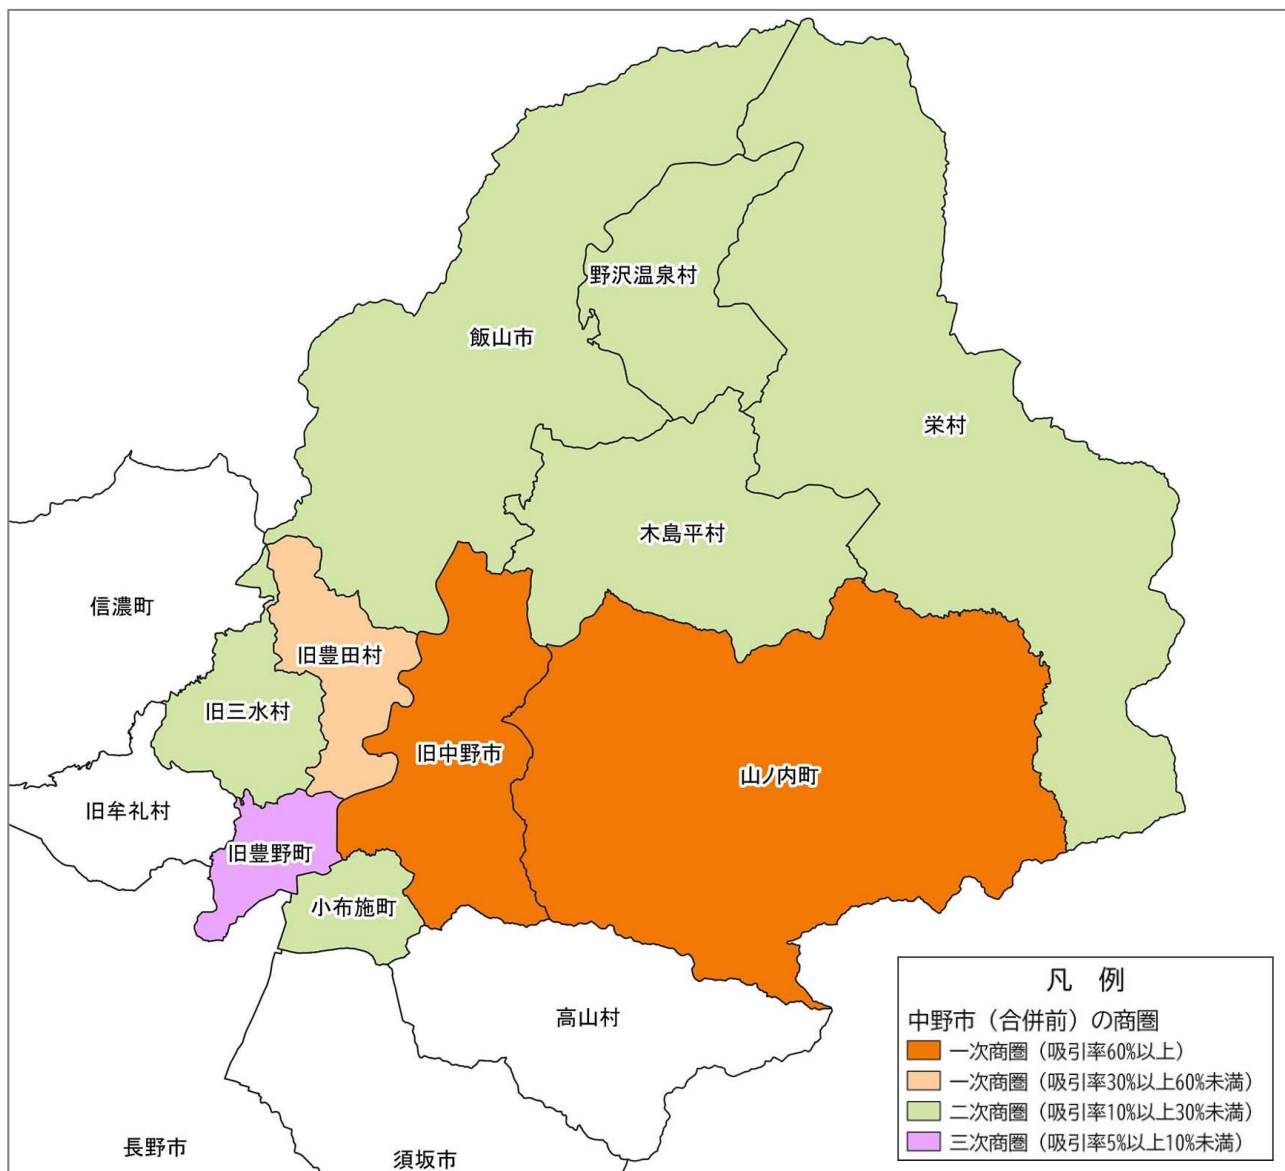 野沢温泉村
飯山市
栄村
木島平村
信濃町
旧豊田村
旧三水村
旧中野市
山ノ内町
旧牟礼村
旧豊野町
小布施町
高山村
長野市
須坂市
凡 例
中野市（合併前）の商圏
一次商圏（吸引率60%以上）
一次商圏（吸引率30%以上60%未満）
二次商圏（吸引率10%以上30%未満）
三次商圏（吸引率5%以上10%未満）